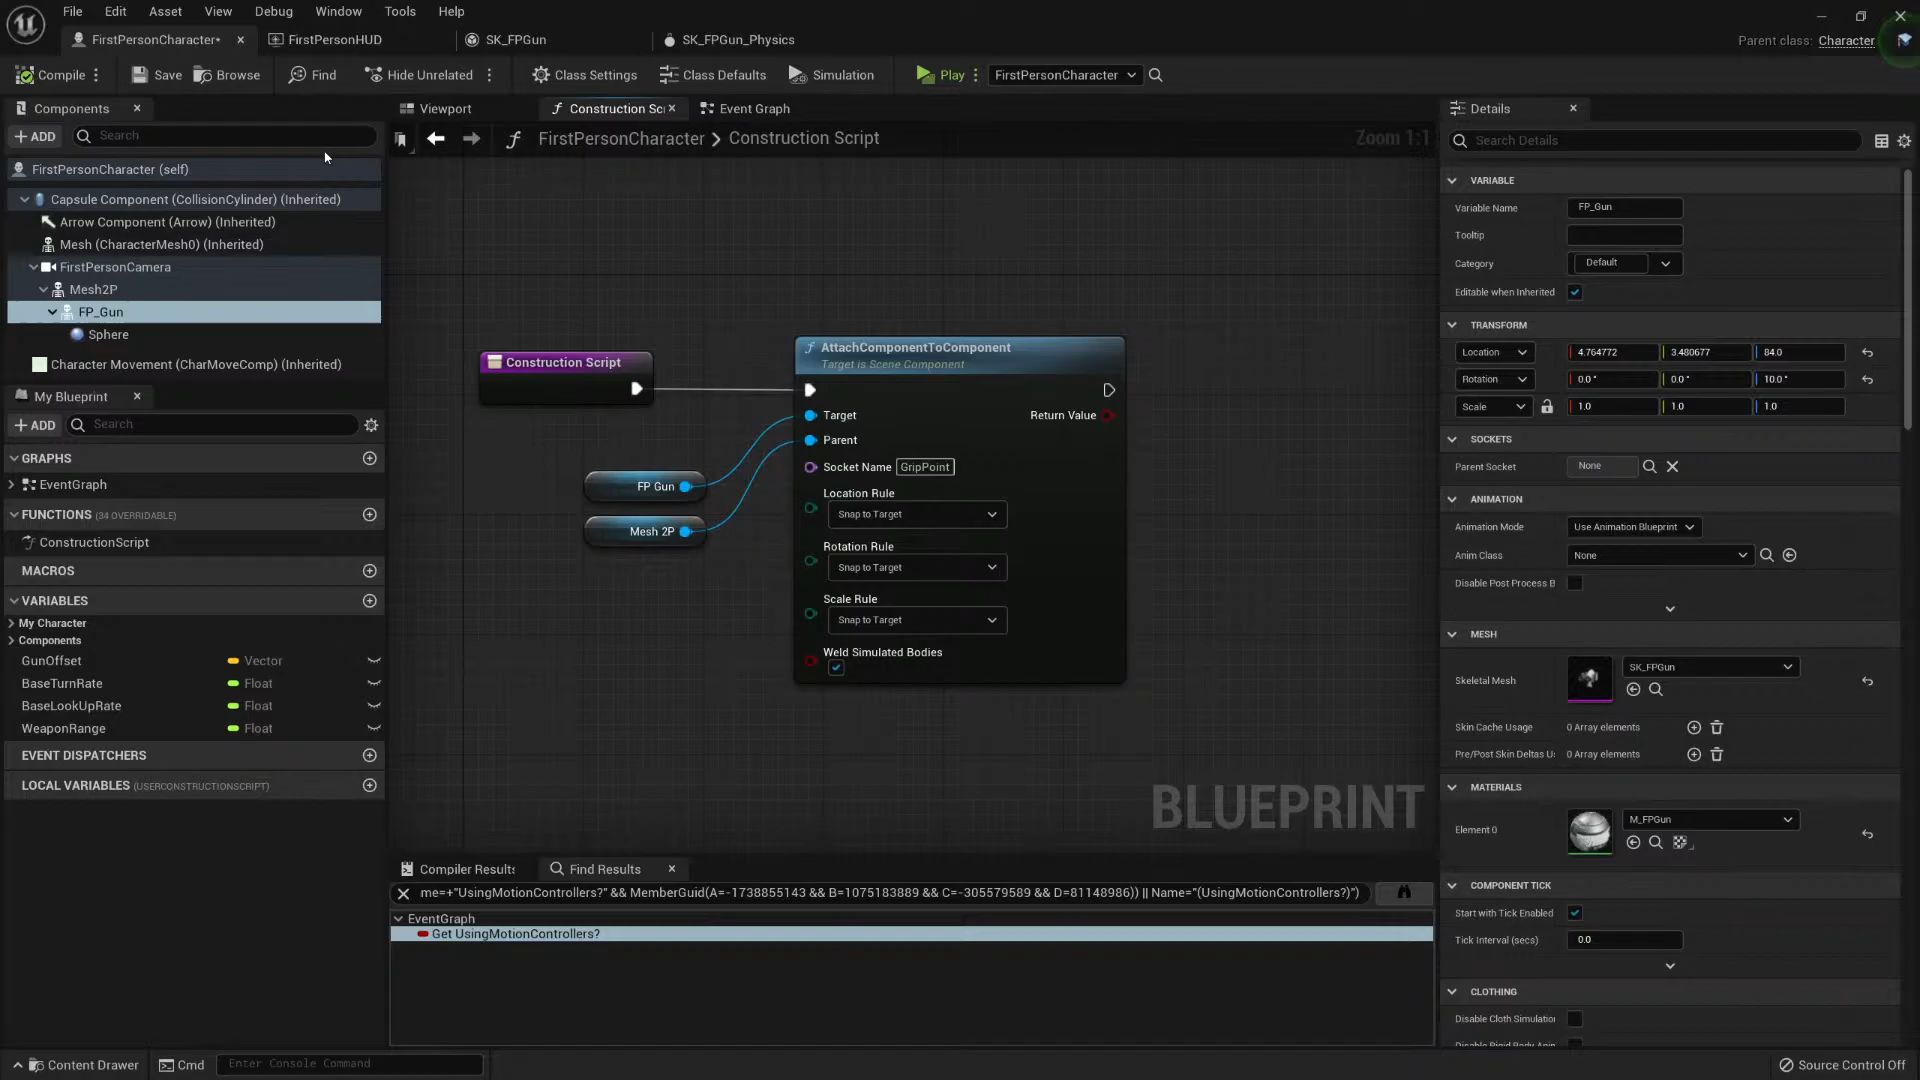 File Edit Asset View Debug Window Tools Help
FirstPersonCharacter* FirstPersonHUD SK_FPGun SK_FPGun_Physics Parent class: Character
Compile Save Browse Find Hide Unrelated Class Settings Class Defaults Simulation Play FirstPersonCharacter
Components Viewport Construction Sc Event Graph Details
ADD Search FirstPersonCharacter > Construction Script Zoom 1:1 Search Details
FirstPersonCharacter (self)
Capsule Component (CollisionCylinder) (Inherited)
Arrow Component (Arrow) (Inherited)
Mesh (CharacterMesh0) (Inherited)
FirstPersonCamera
Mesh2P
FP_Gun
Sphere
Character Movement (CharMoveComp) (Inherited)
My Blueprint
ADD Search
GRAPHS
EventGraph
FUNCTIONS (34 OVERRIDABLE)
ConstructionScript
MACROS
VARIABLES
My Character
Components
GunOffset Vector
BaseTurnRate Float
BaseLookUpRate Float
WeaponRange Float
EVENT DISPATCHERS
LOCAL VARIABLES (USERCONSTRUCTIONSCRIPT)
Construction Script
FP Gun
Mesh 2P
AttachComponentToComponent
Target is Scene Component
Target Return Value
Parent
Socket Name GripPoint
Location Rule
Snap to Target
Rotation Rule
Snap to Target
Scale Rule
Snap to Target
Weld Simulated Bodies
BLUEPRINT
Compiler Results Find Results
me=+"UsingMotionControllers?" && MemberGuid(A=-1738855143 && B=1075183889 && C=-305579589 && D=81148986)) || Name="(UsingMotionControllers?)")
EventGraph
Get UsingMotionControllers?
VARIABLE
Variable Name FP_Gun
Tooltip
Category Default
Editable when Inherited
TRANSFORM
Location 4.764772 3.480677 84.0
Rotation 0.0 ° 0.0 ° 10.0 °
Scale 1.0 1.0 1.0
SOCKETS
Parent Socket None
ANIMATION
Animation Mode Use Animation Blueprint
Anim Class None
Disable Post Process B
MESH
Skeletal Mesh SK_FPGun
Skin Cache Usage 0 Array elements
Pre/Post Skin Deltas U: 0 Array elements
MATERIALS
Element 0 M_FPGun
COMPONENT TICK
Start with Tick Enabled
Tick Interval (secs) 0.0
CLOTHING
Disable Cloth Simulation
Content Drawer Cmd Enter Console Command Source Control Off